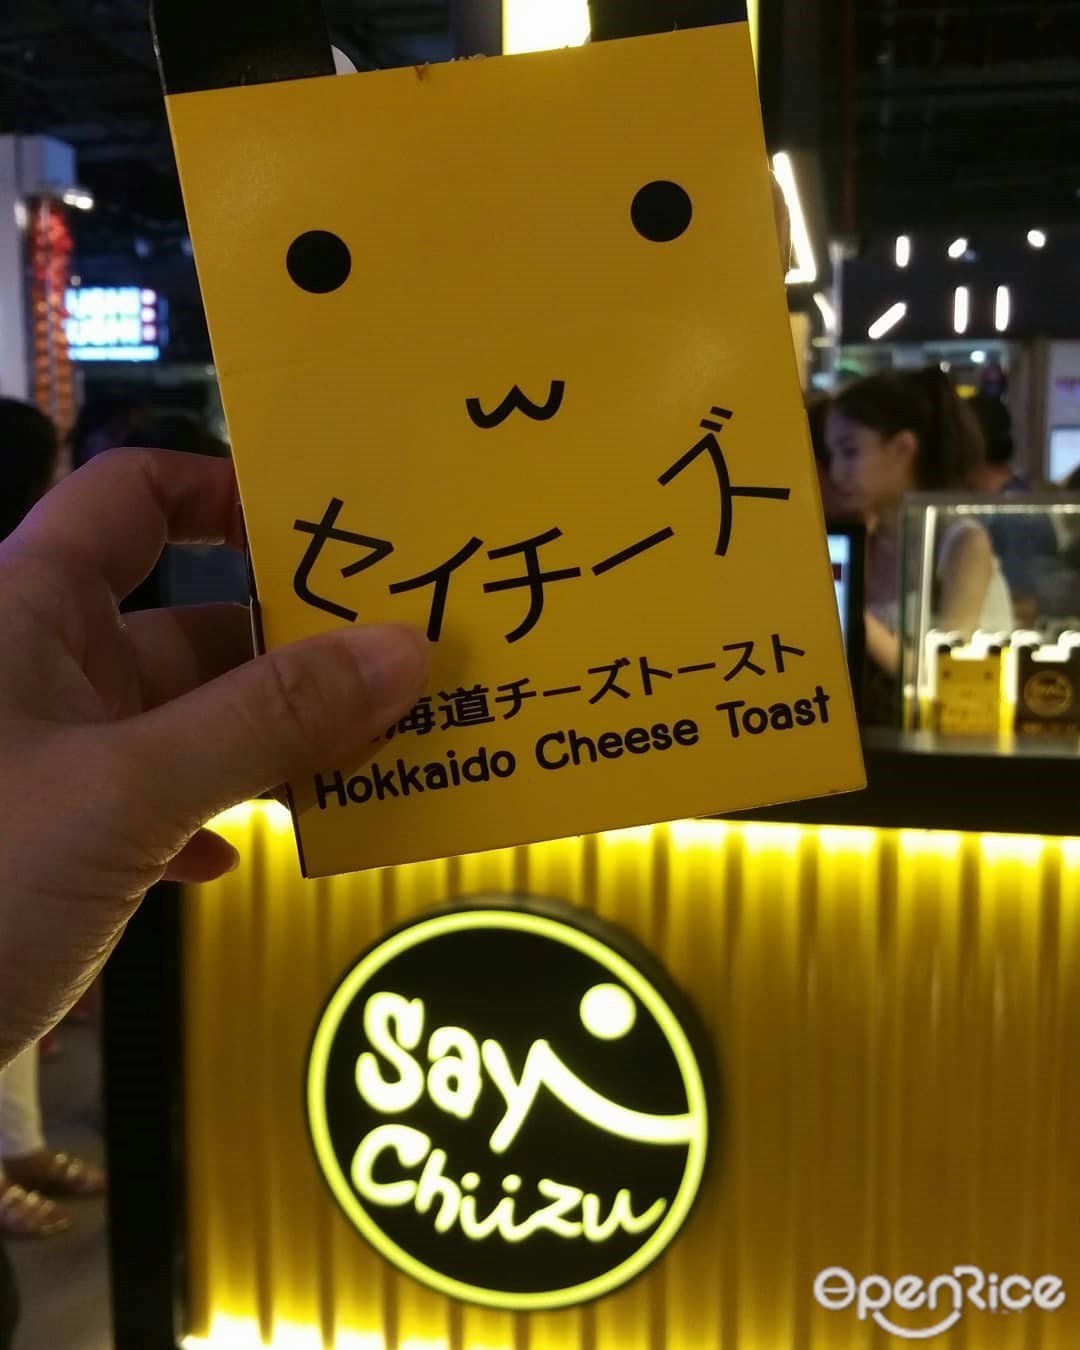 セイチーズ
海道チーズトースト
Hokkaido Cheese Toast
Say
Chiizu
OpenRice